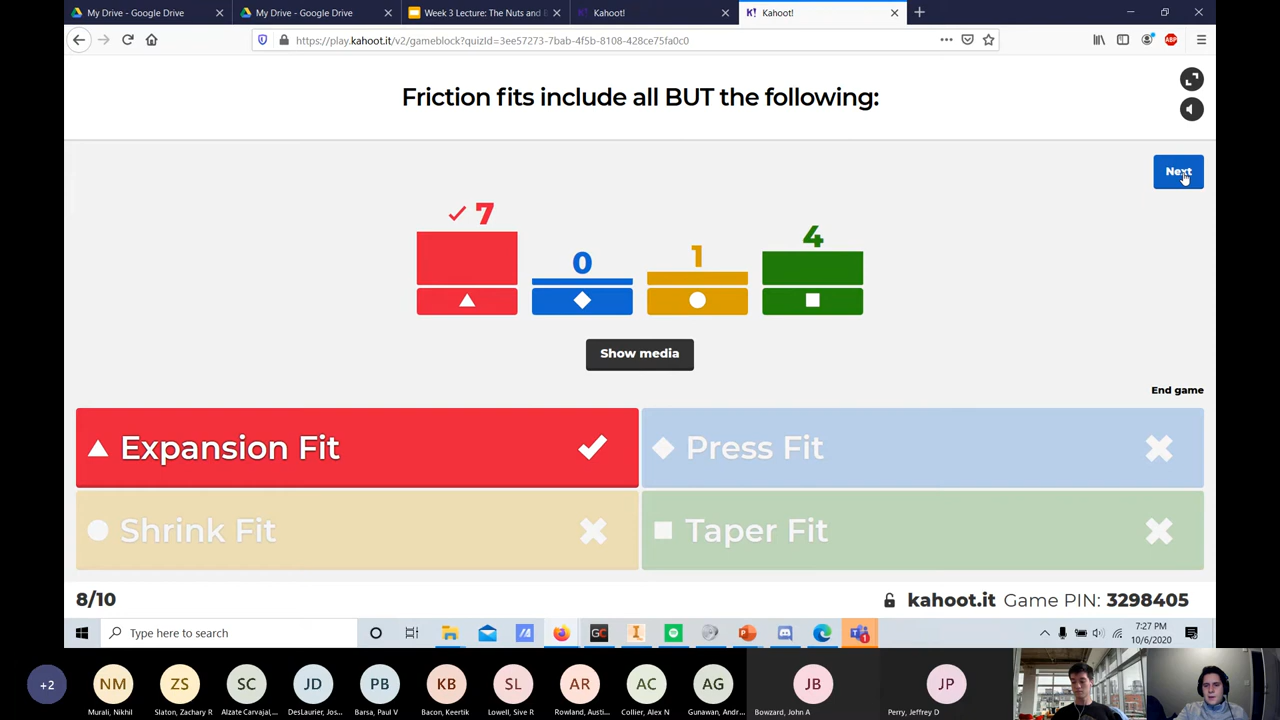 My Drive - Google Drive
My Drive - Google Drive
Week 3 Lecture: The Nuts and
Kahoot!
K! Kahoot!
https://play.kahoot.it/v2/gameblock?quizId=3ee57273-7bab-4f5b-8108-428ce75fa0c0
ABP
Friction fits include all BUT the following:
Next
7
0
1
4
Show media
End game
Expansion Fit
Press Fit
Shrink Fit
Taper Fit
8/10
kahoot.it Game PIN: 3298405
Type here to search
GC
7:27 PM
10/6/2020
+2
NM
ZS
SC
JD
PB
KB
SL
AR
AC
AG
JB
JP
Murali, Nikhil
Slaton, Zachary R
Alzate Carvajal,...
DesLaurier, Jos...
Barsa, Paul V
Bacon, Keertik
Lowell, Sive R
Rowland, Austi...
Collier, Alex N
Gunawan, Andr...
Bowzard, John A
Perry, Jeffrey D